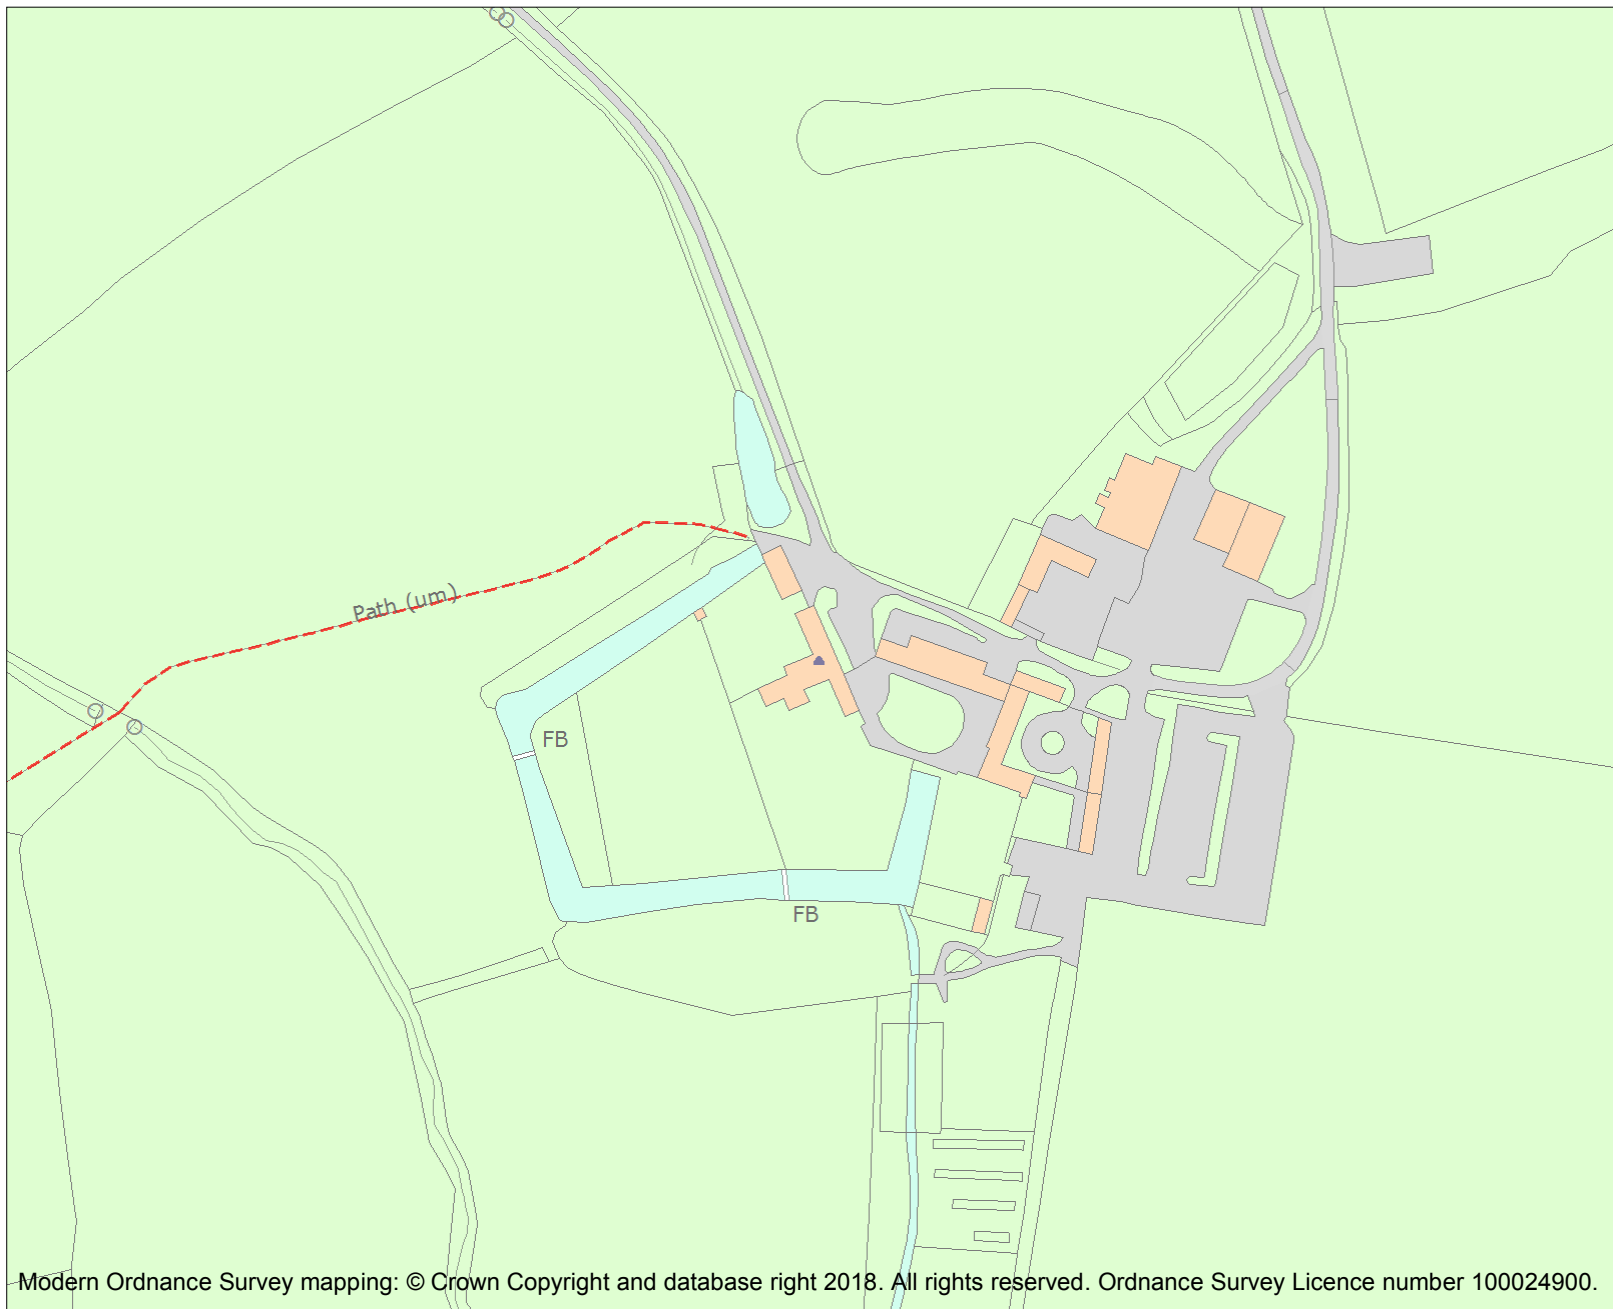 Path (um)
FB
FB
Modern Ordnance Survey mapping: © Crown Copyright and database right 2018. All rights reserved. Ordnance Survey Licence number 100024900.